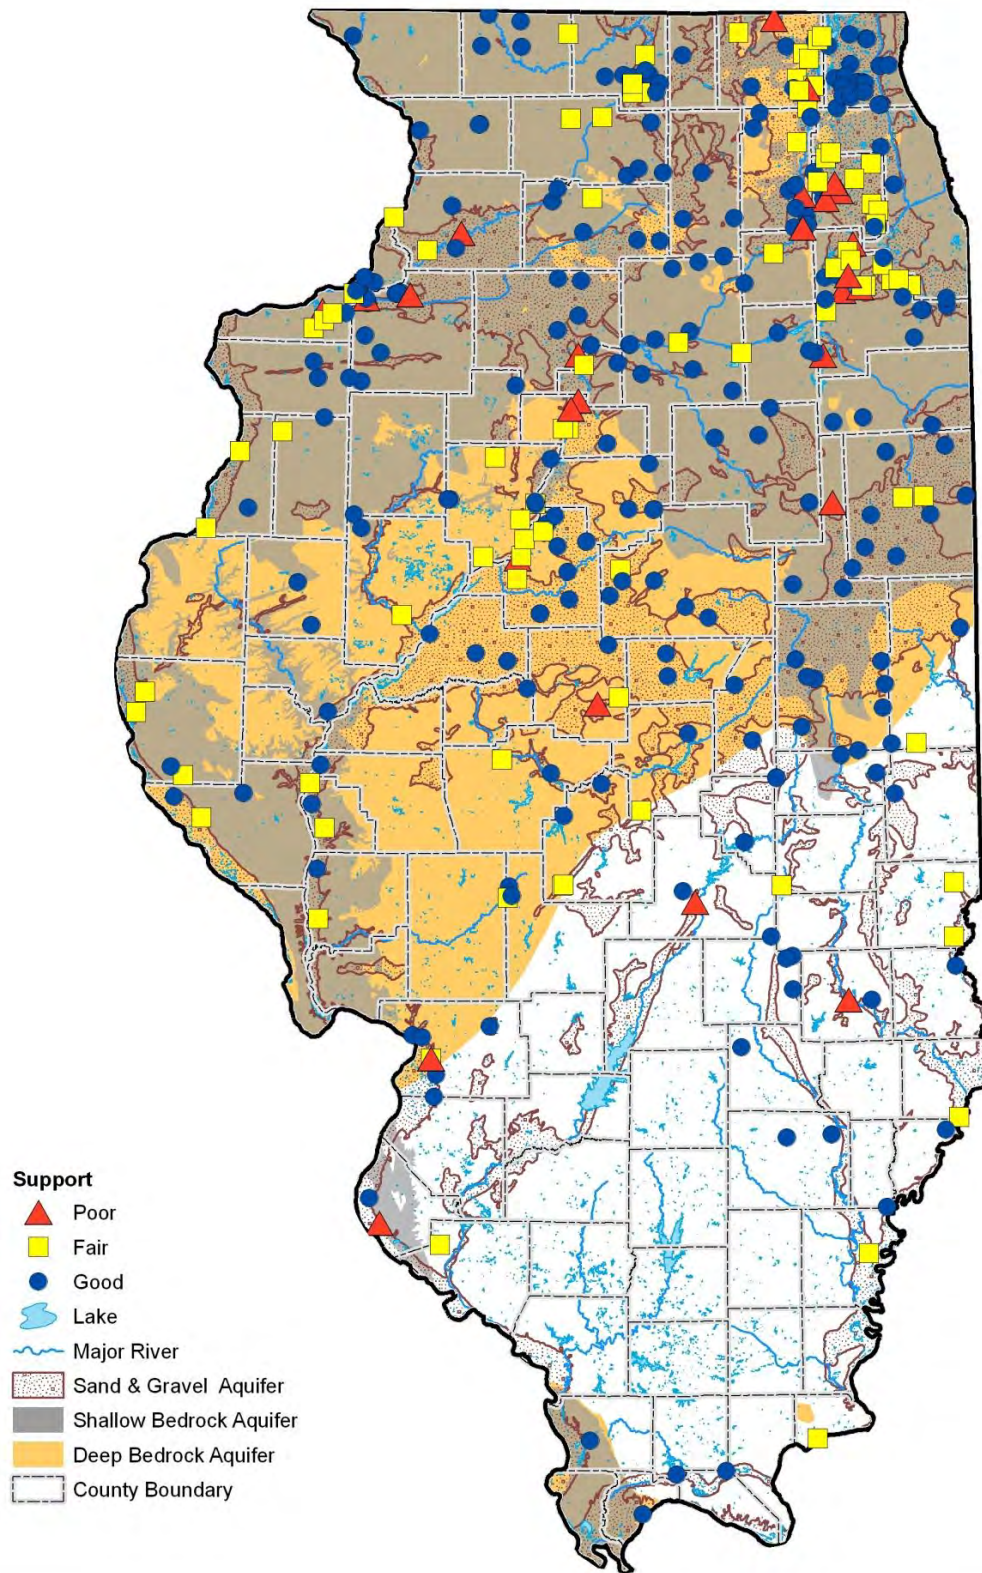 Support
Poor
Fair
Good
Lake
Major River
Sand & Gravel Aquifer
Shallow Bedrock Aquifer
Deep Bedrock Aquifer
County Boundary